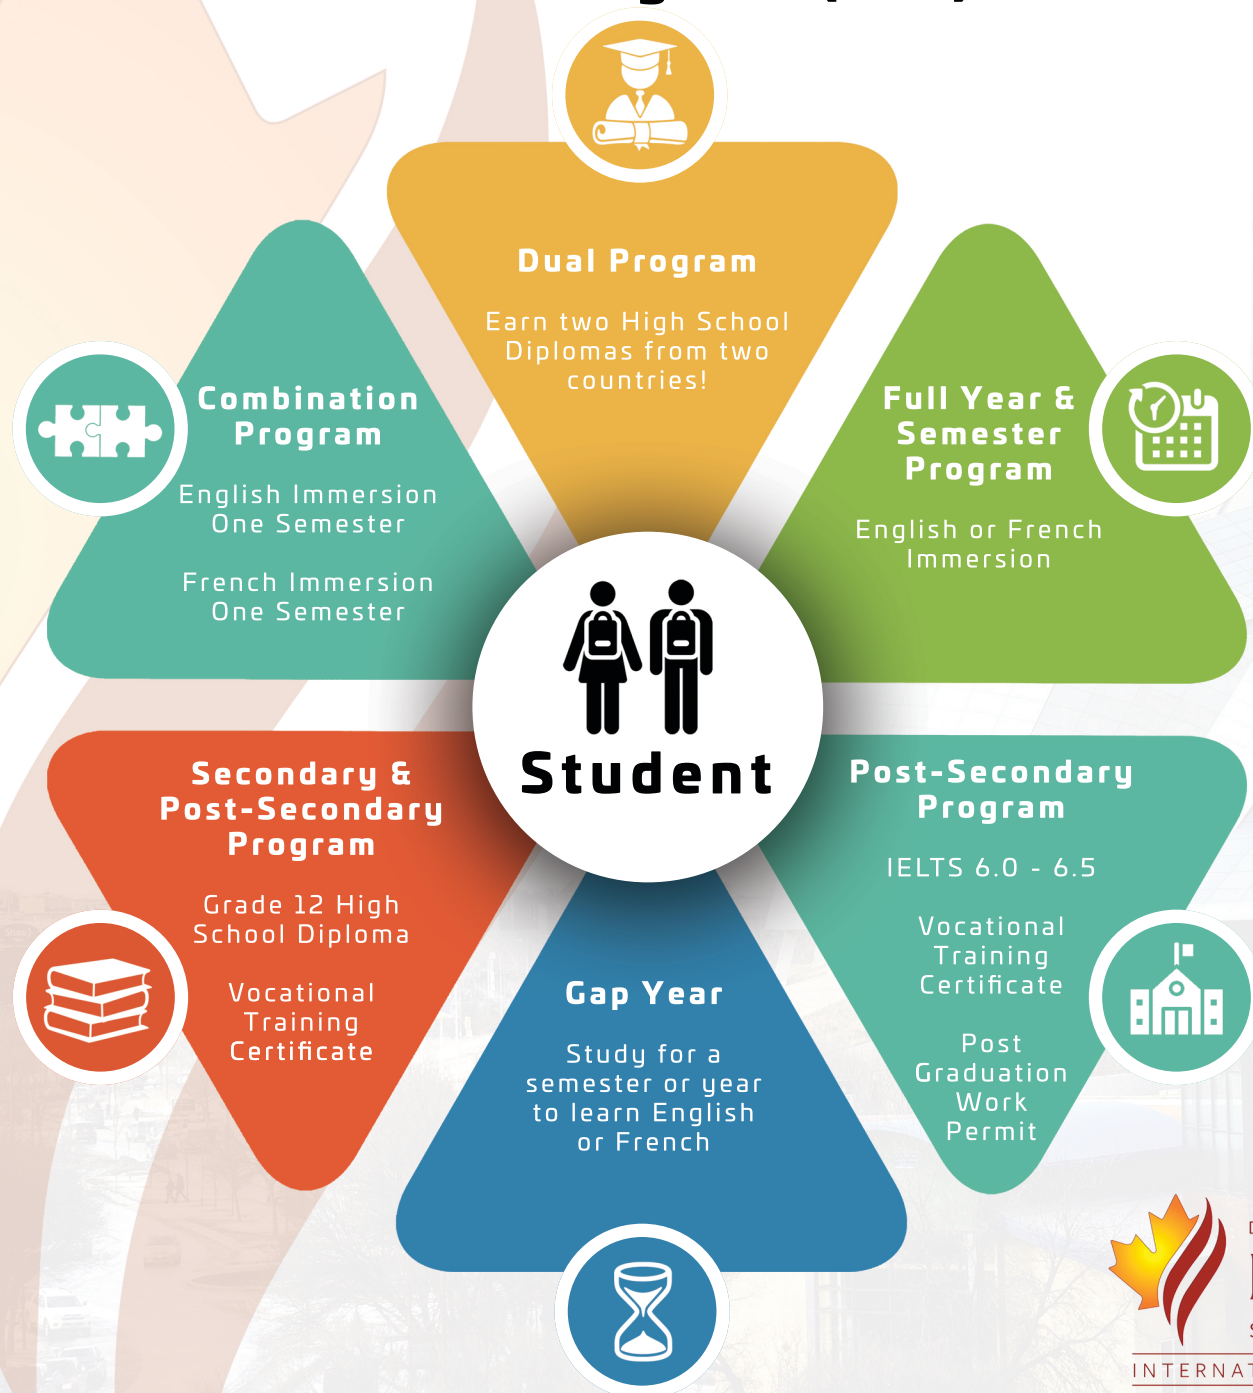 Dual Program
Earn two High School
Diplomas from two
countries!
Combination
Program
English Immersion
One Semester
French Immersion
One Semester
Full Year &
Semester
Program
English or French
Immersion
Student
Secondary &
Post-Secondary
Program
Grade 12 High
School Diploma
Vocational
Training
Certificate
Post-Secondary
Program
IELTS 6.0 - 6.5
Vocational
Training
Certificate
Post
Graduation
Work
Permit
Gap Year
Study for a
semester or year
to learn English
or French